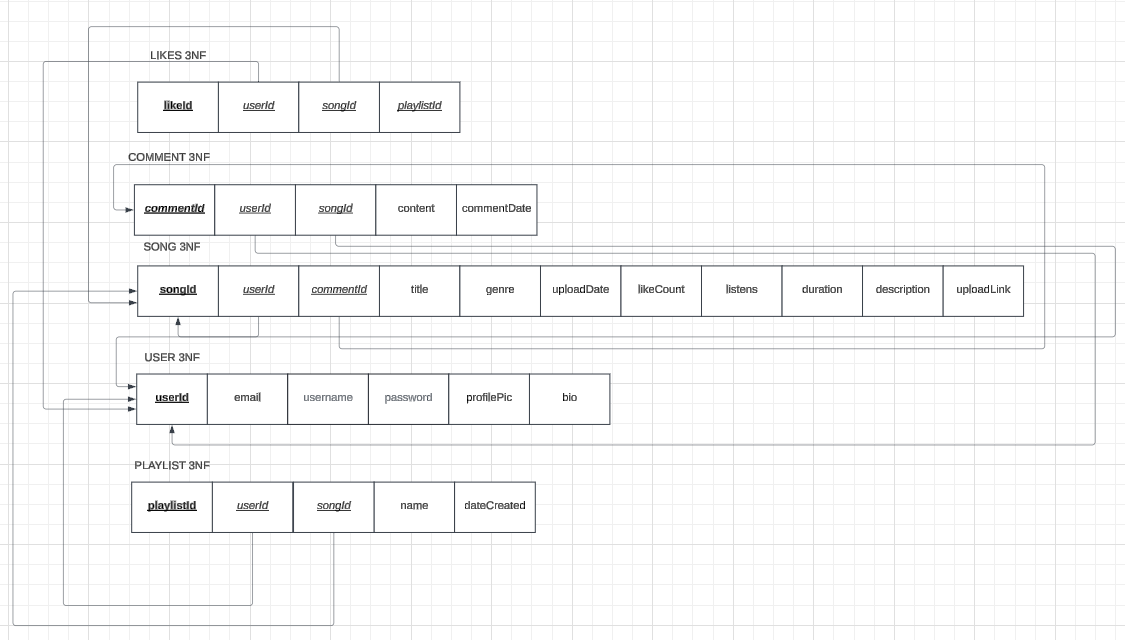 LIKES 3NF
likeId userId songId playlistId
COMMENT 3NF
commentId userId songId content commentDate
SONG 3NF
songId userId commentId title genre uploadDate likeCount listens duration description uploadLink
USER 3NF
userId email username password profilePic bio
PLAYLIST 3NF
playlistId userId songId name dateCreated